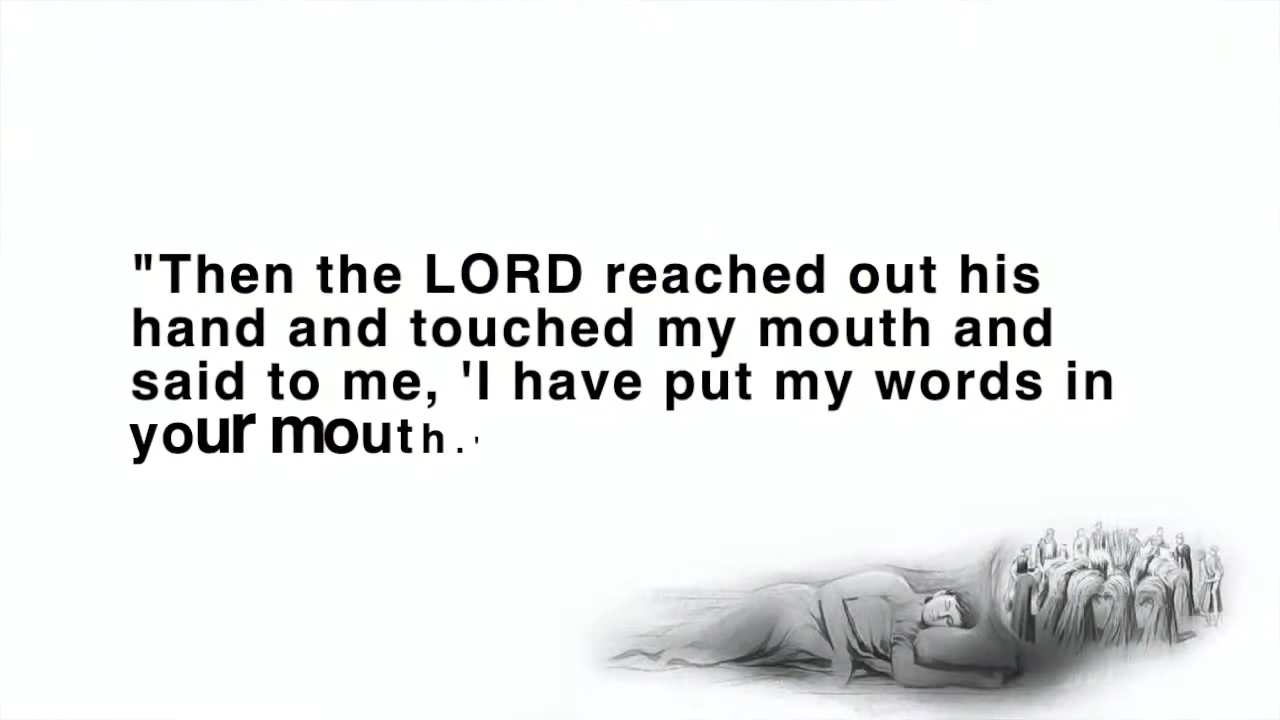 "Then the LORD reached out his
hand and touched my mouth and
said to me, 'I have put my words in
your mouth.'